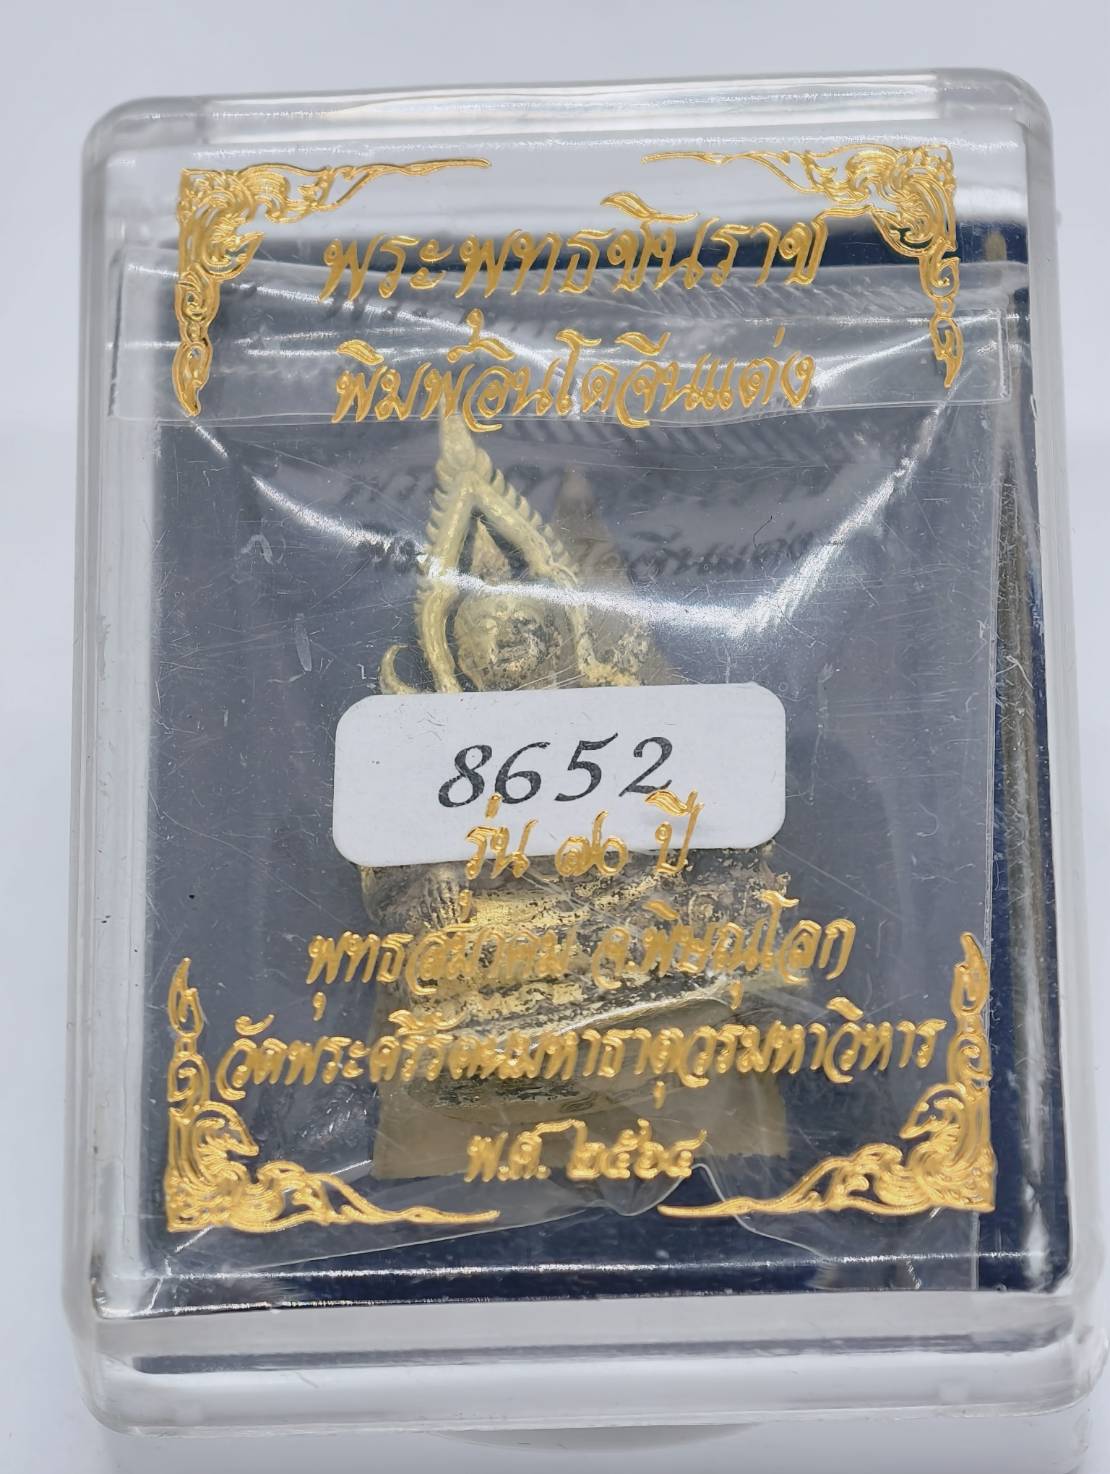 พระพุทธชินราช
พิมพ์อินโดจีนแต่ง
8652
รุ่น ๗๐ ปี
พุทธสมาคม จ.พิษณุโลก
วัดพระศรีรัตนมหาธาตุวรมหาวิหาร
พ.ศ. ๒๕๖๔